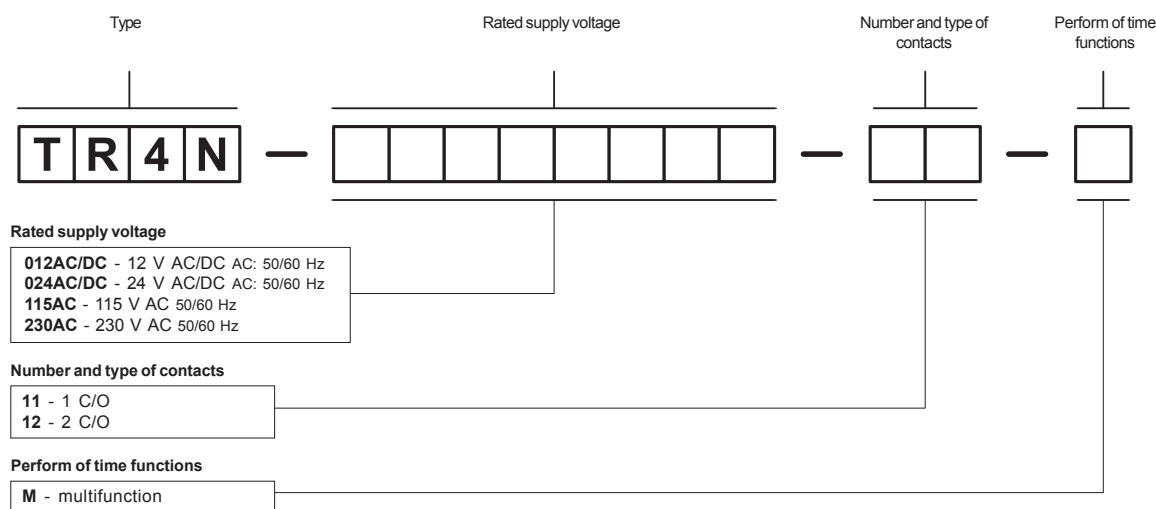 Type
Rated supply voltage
Number and type of
contacts
Perform of time
functions
TR4N – –  –
Rated supply voltage
012AC/DC - 12 V AC/DC AC: 50/60 Hz
024AC/DC - 24 V AC/DC AC: 50/60 Hz
115AC - 115 V AC 50/60 Hz
230AC - 230 V AC 50/60 Hz
Number and type of contacts
11 - 1 C/O
12 - 2 C/O
Perform of time functions
M - multifunction